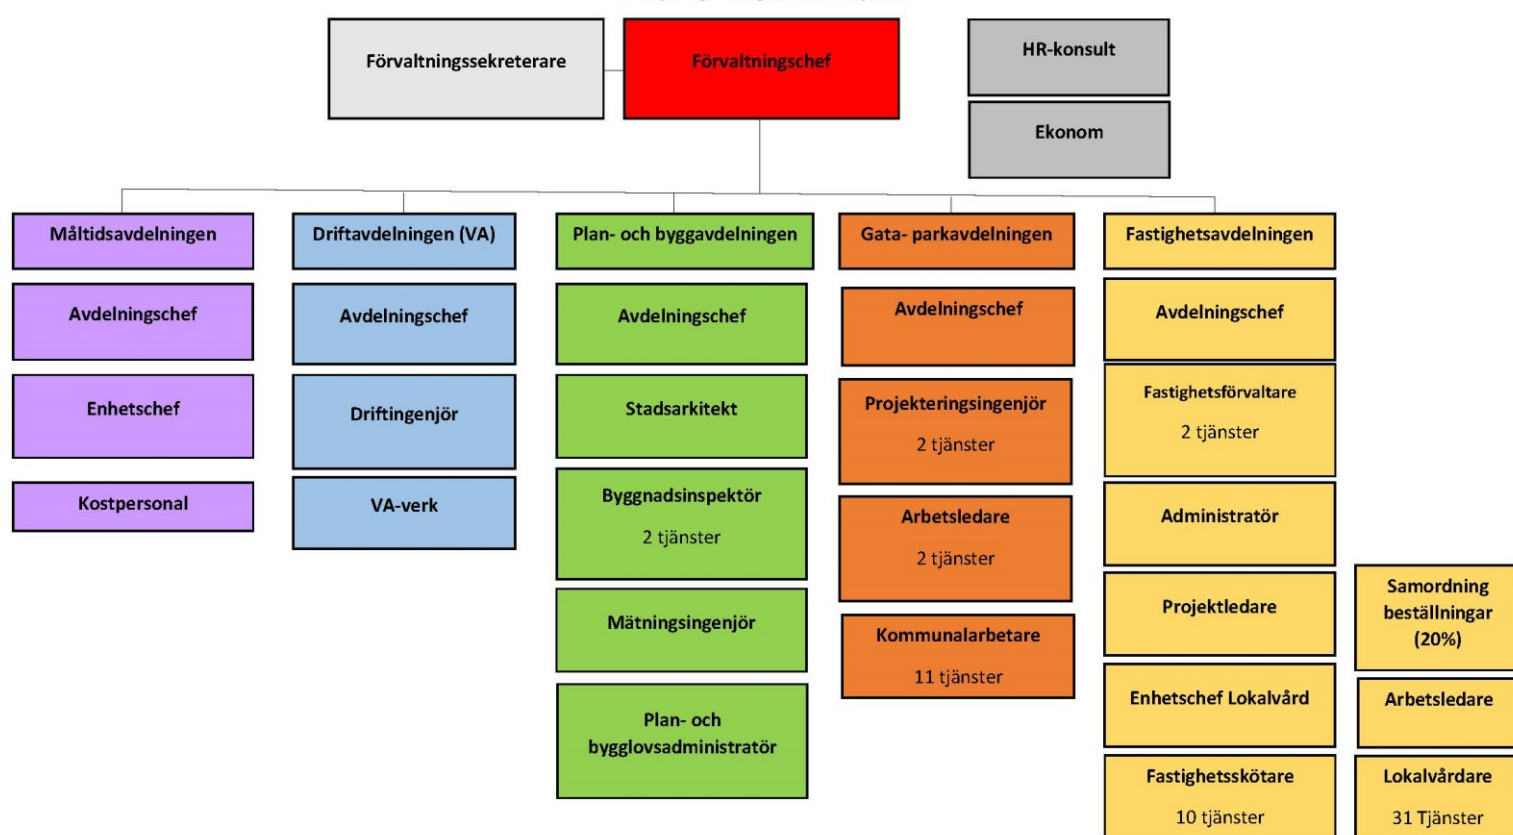 Förvaltningssekreterare
Förvaltningschef
HR-konsult
Ekonom
Måltidsavdelningen
Avdelningschef
Enhetschef
Kostpersonal
Driftavdelningen (VA)
Avdelningschef
Driftingenjör
VA-verk
Plan- och byggavdelningen
Avdelningschef
Stadsarkitekt
Byggnadsinspektör
2 tjänster
Mätningsingenjör
Plan- och
bygglovsadministratör
Gata- parkavdelningen
Avdelningschef
Projekteringsingenjör
2 tjänster
Arbetsledare
2 tjänster
Kommunalarbetare
11 tjänster
Fastighetsavdelningen
Avdelningschef
Fastighetsförvaltare
2 tjänster
Administratör
Projektledare
Enhetschef Lokalvård
Fastighetsskötare
10 tjänster
Samordning
beställningar
(20%)
Arbetsledare
Lokalvårdare
31 Tjänster